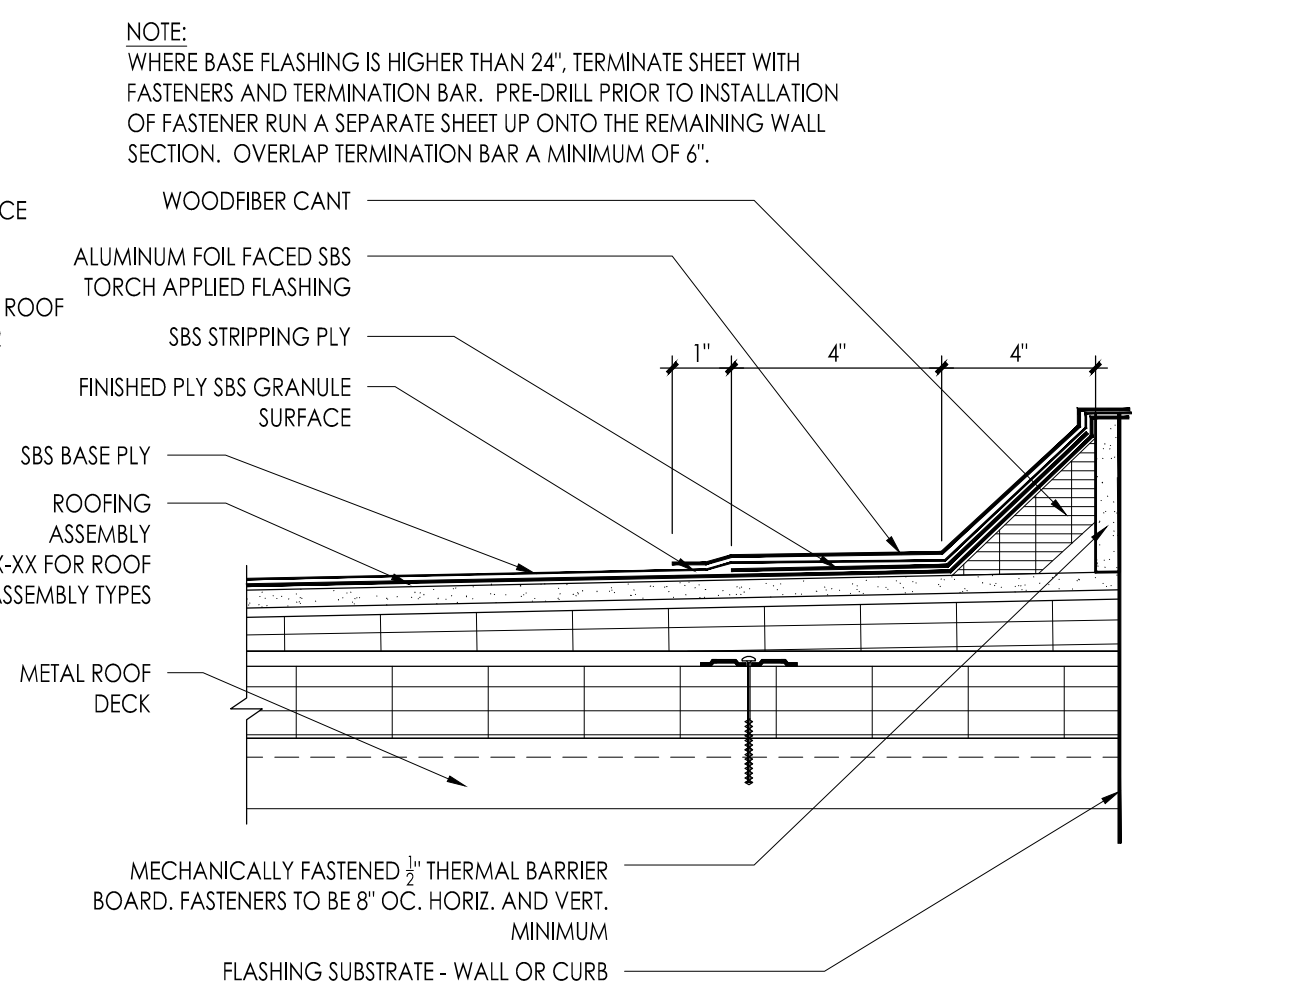 NOTE:
WHERE BASE FLASHING IS HIGHER THAN 24", TERMINATE SHEET WITH
FASTENERS AND TERMINATION BAR. PRE-DRILL PRIOR TO INSTALLATION
OF FASTENER RUN A SEPARATE SHEET UP ONTO THE REMAINING WALL
SECTION. OVERLAP TERMINATION BAR A MINIMUM OF 6".
WOODFIBER CANT
CE
ALUMINUM FOIL FACED SBS
TORCH APPLIED FLASHING
ROOF
SBS STRIPPING PLY
1"
4"
4"
FINISHED PLY SBS GRANULE
SURFACE
SBS BASE PLY
ROOFING
ASSEMBLY
X-XX FOR ROOF
ASSEMBLY TYPES
METAL ROOF
DECK
MECHANICALLY FASTENED 1/2" THERMAL BARRIER
BOARD. FASTENERS TO BE 8" OC. HORIZ. AND VERT.
MINIMUM
FLASHING SUBSTRATE - WALL OR CURB